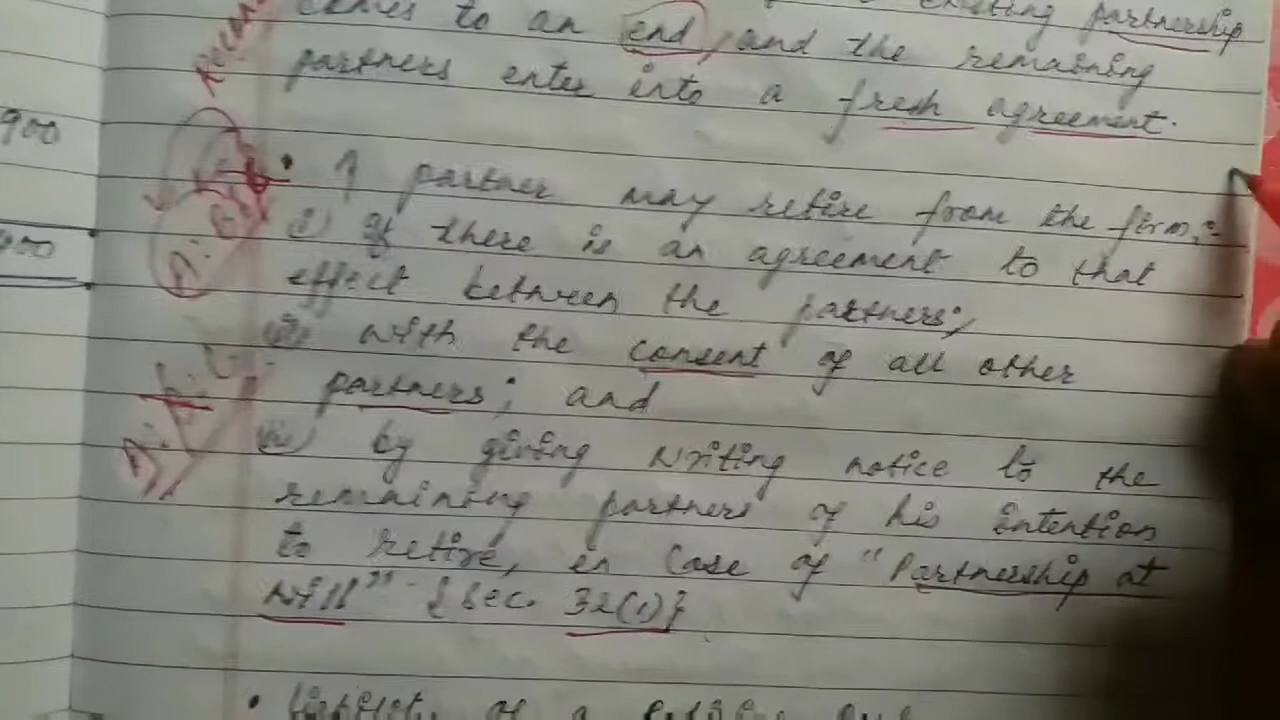 existing partnership
comes to an end, and the remaining
partners enter into a fresh agreement.
900
• A partner may retire from the firm,:-
i) If there is an agreement to that
effect between the partners;
ii) with the consent of all other
partners; and
iii) by giving writing notice to the
remaining partners of his intention
to retire, in case of "Partnership at
Will" - {Sec. 32(1)}
•